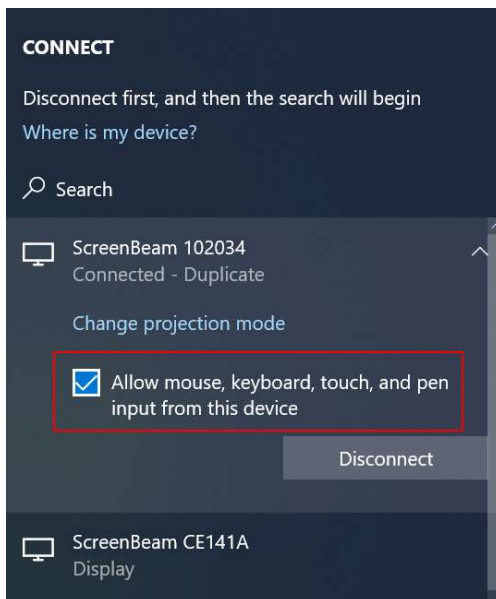 CONNECT
Disconnect first, and then the search will begin
Where is my device?
Search
ScreenBeam 102034
Connected - Duplicate
Change projection mode
Allow mouse, keyboard, touch, and pen
input from this device
Disconnect
ScreenBeam CE141A
Display